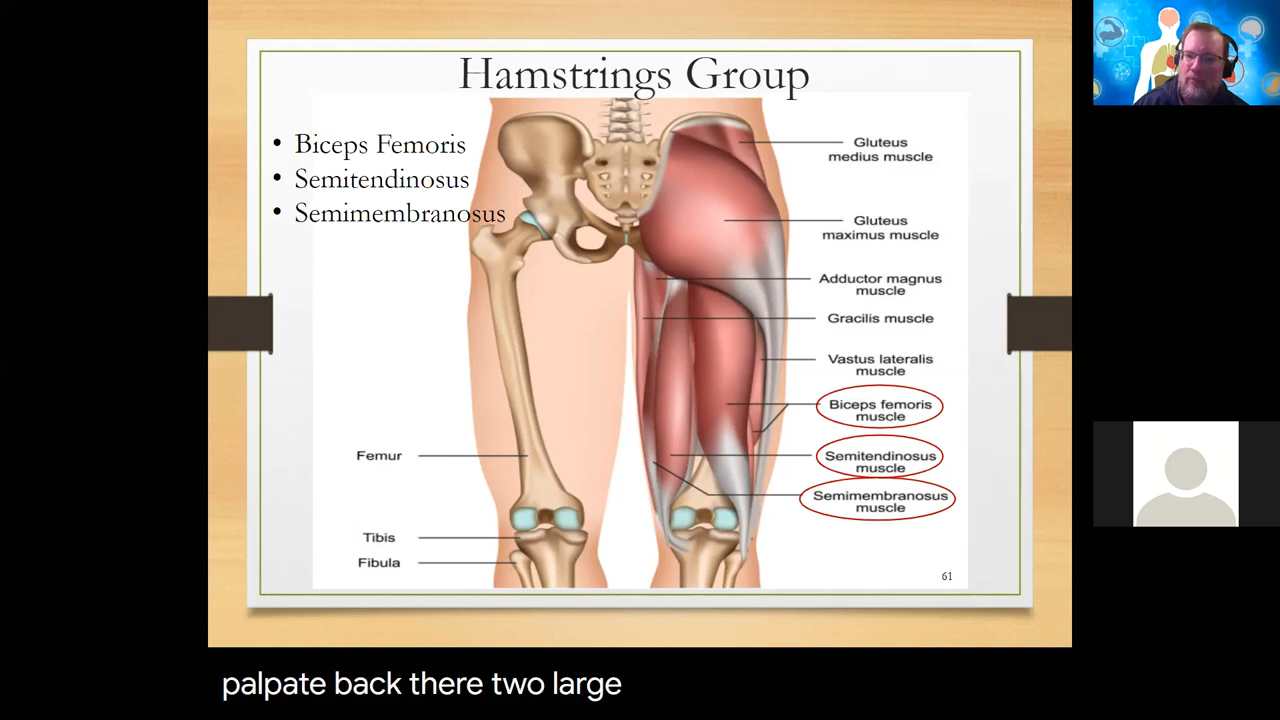 Hamstrings Group
• Biceps Femoris
• Semitendinosus
• Semimembranosus
Gluteus
medius muscle
Gluteus
maximus muscle
Adductor magnus
muscle
Gracilis muscle
Vastus lateralis
muscle
Biceps femoris
muscle
Semitendinosus
muscle
Semimembranosus
muscle
Femur
Tibis
Fibula
61
palpate back there two large